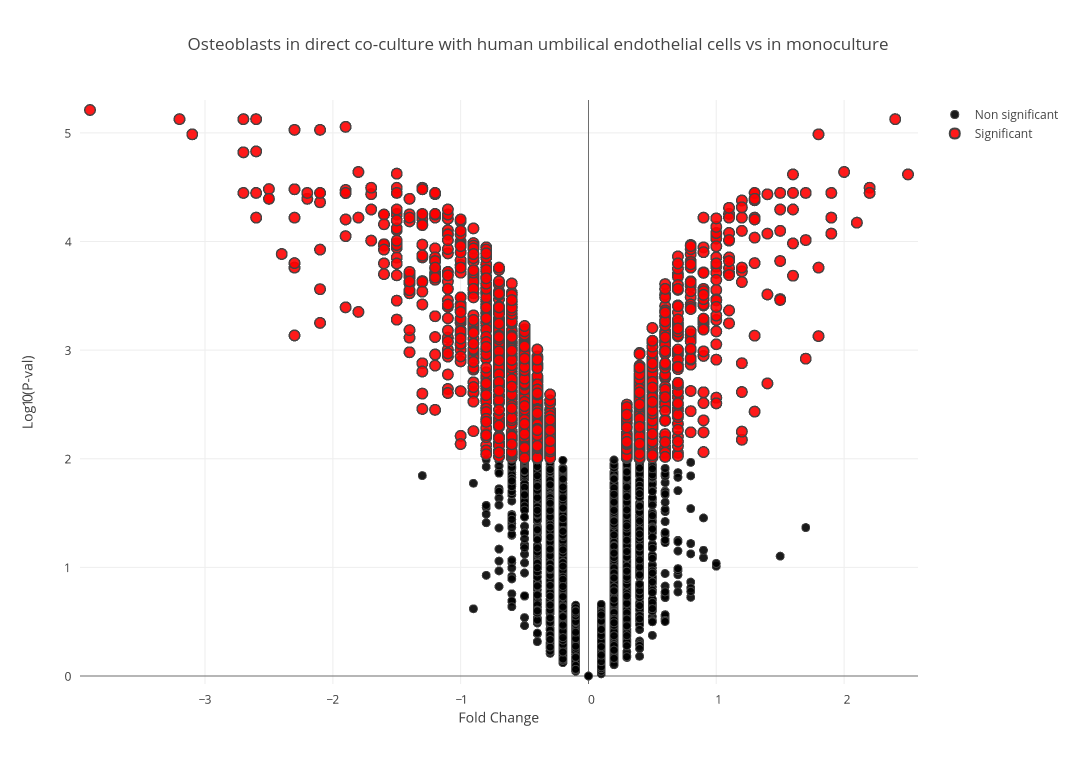 Osteoblasts in direct co-culture with human umbilical endothelial cells vs in monoculture
Non significant
Significant
5
4
3
2
1
0
Log10(P-val)
−3
−2
−1
0
1
2
Fold Change